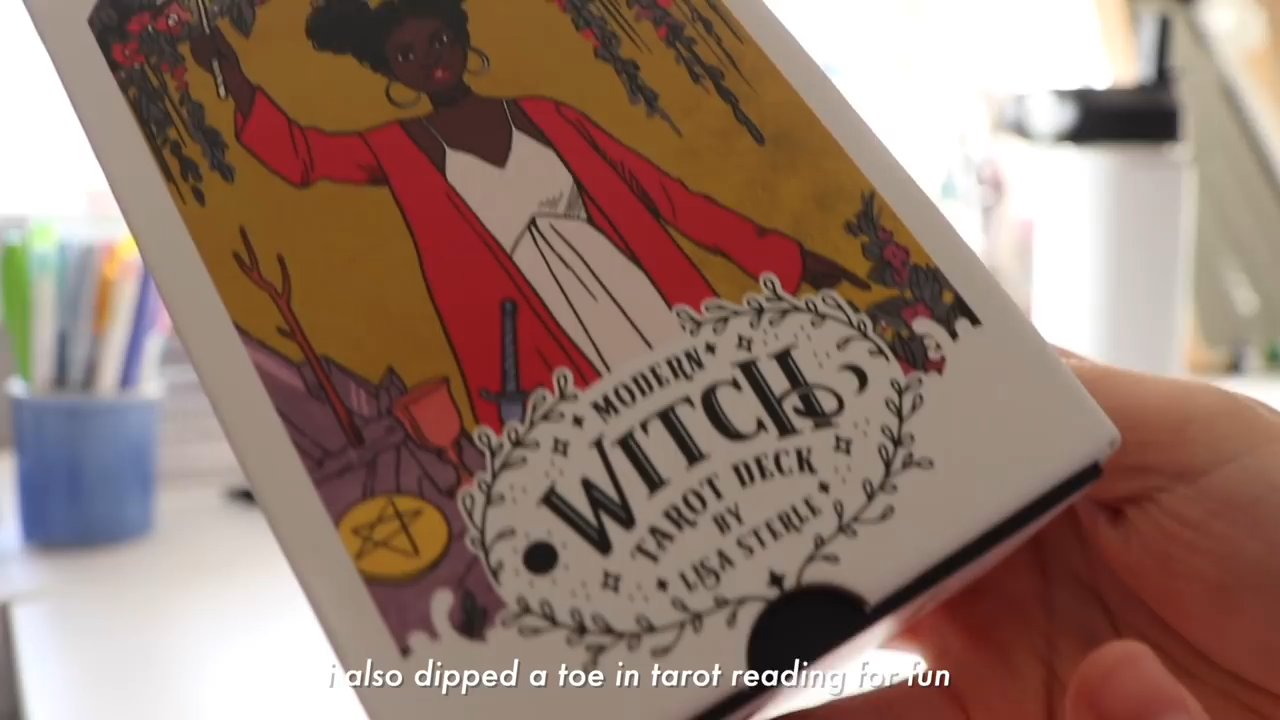 MODERN
WITCH
TAROT DECK
BY
LISA STERLE
i also dipped a toe in tarot reading for fun